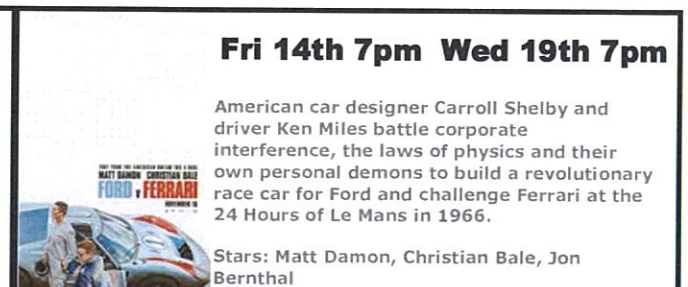 Fri 14th 7pm Wed 19th 7pm
American car designer Carroll Shelby and
driver Ken Miles battle corporate
interference, the laws of physics and their
own personal demons to build a revolutionary
race car for Ford and challenge Ferrari at the
24 Hours of Le Mans in 1966.
Stars: Matt Damon, Christian Bale, Jon
Bernthal
MATT DAMON CHRISTIAN BALE
FORD v FERRARI